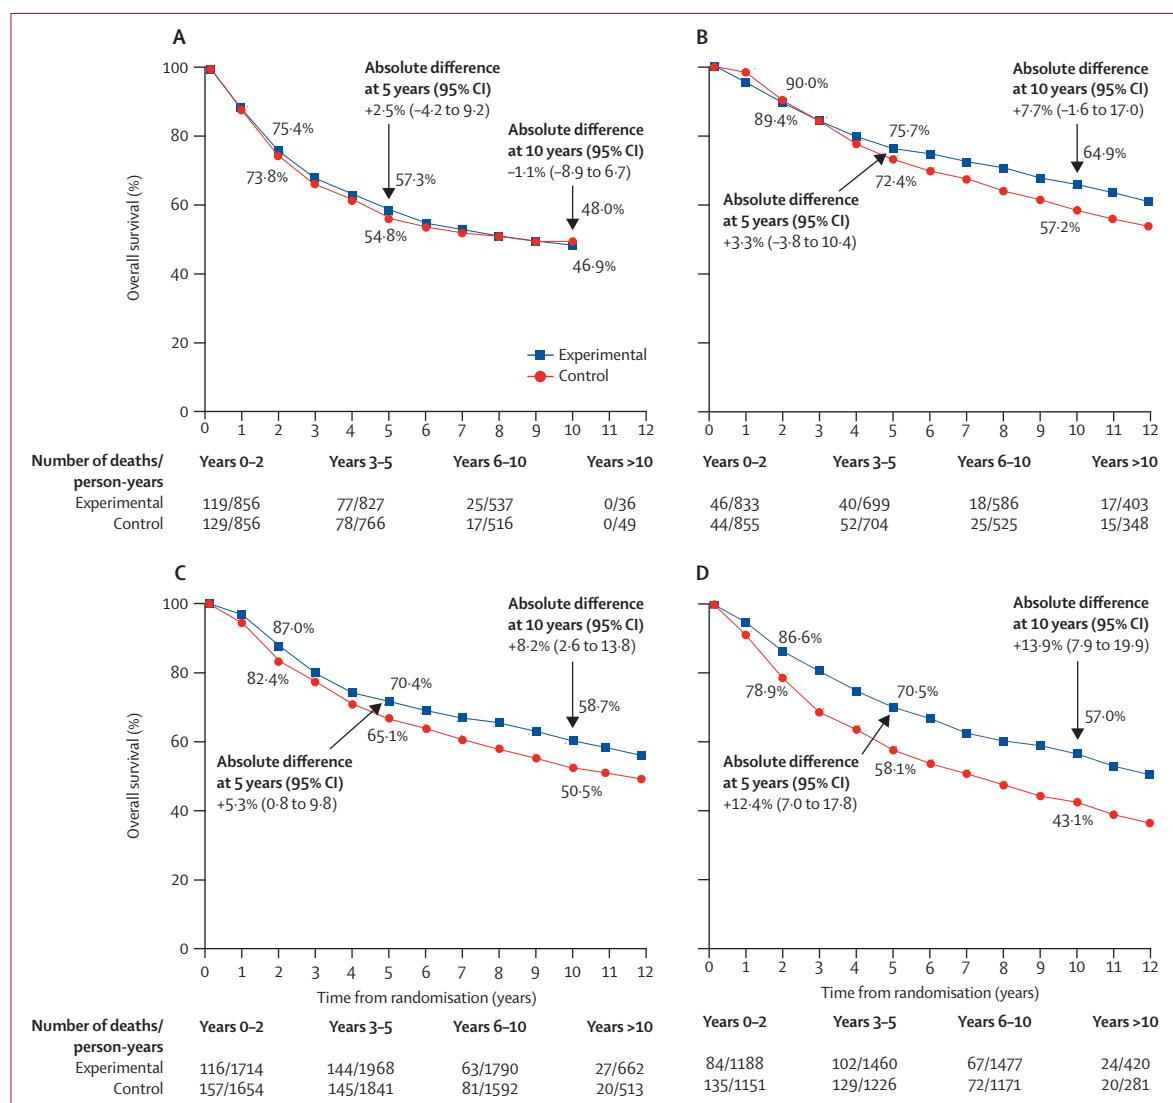 A
Absolute difference
at 5 years (95% CI)
+2·5% (–4·2 to 9·2)
Absolute difference
at 10 years (95% CI)
–1·1% (–8·9 to 6·7)
75·4%
73·8%
57·3%
54·8%
48·0%
46·9%
Overall survival (%)
100
80
60
40
20
0
Experimental
Control
0 1 2 3 4 5 6 7 8 9 10 11 12
Number of deaths/ Years 0–2 Years 3–5 Years 6–10 Years >10
person-years
Experimental 119/856 77/827 25/537 0/36
Control 129/856 78/766 17/516 0/49
B
Absolute difference
at 10 years (95% CI)
+7·7% (–1·6 to 17·0)
90·0%
89·4%
75·7%
72·4%
64·9%
57·2%
Absolute difference
at 5 years (95% CI)
+3·3% (–3·8 to 10·4)
0 1 2 3 4 5 6 7 8 9 10 11 12
Years 0–2 Years 3–5 Years 6–10 Years >10
46/833 40/699 18/586 17/403
44/855 52/704 25/525 15/348
C
Absolute difference
at 10 years (95% CI)
+8·2% (2·6 to 13·8)
87·0%
82·4%
70·4%
65·1%
58·7%
50·5%
Absolute difference
at 5 years (95% CI)
+5·3% (0·8 to 9·8)
Overall survival (%)
100
80
60
40
20
0
0 1 2 3 4 5 6 7 8 9 10 11 12
Time from randomisation (years)
Number of deaths/ Years 0–2 Years 3–5 Years 6–10 Years >10
person-years
Experimental 116/1714 144/1968 63/1790 27/662
Control 157/1654 145/1841 81/1592 20/513
D
Absolute difference
at 10 years (95% CI)
+13·9% (7·9 to 19·9)
86·6%
78·9%
70·5%
58·1%
57·0%
43·1%
Absolute difference
at 5 years (95% CI)
+12·4% (7·0 to 17·8)
0 1 2 3 4 5 6 7 8 9 10 11 12
Time from randomisation (years)
Years 0–2 Years 3–5 Years 6–10 Years >10
84/1188 102/1460 67/1477 24/420
135/1151 129/1226 72/1171 20/281